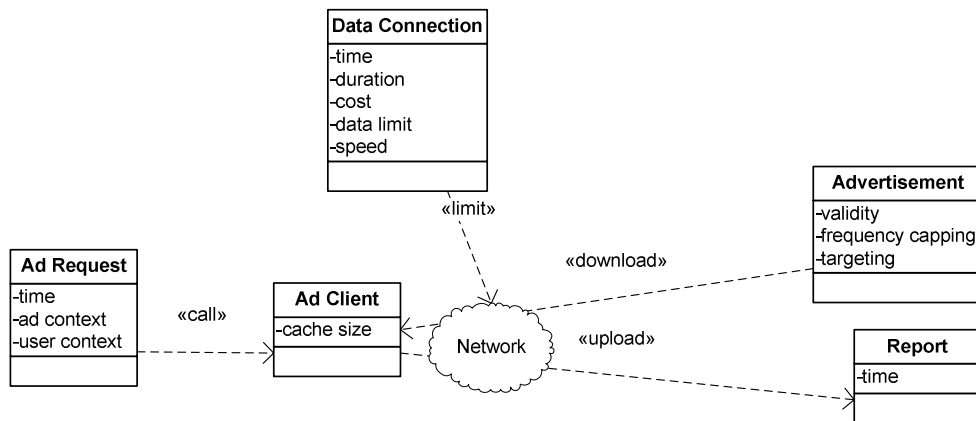 Data Connection
-time
-duration
-cost
-data limit
-speed
«limit»
Advertisement
-validity
-frequency capping
-targeting
«download»
Ad Request
-time
-ad context
-user context
«call»
Ad Client
-cache size
Network
«upload»
Report
-time